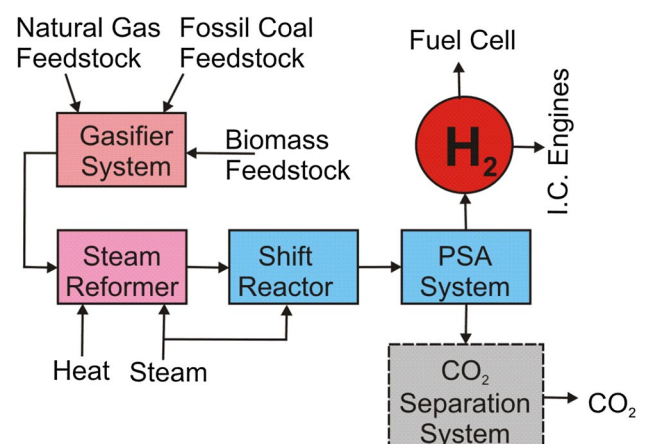 Natural Gas
Feedstock
Fossil Coal
Feedstock
Fuel Cell
Gasifier
System
Biomass
Feedstock
H₂
I.C. Engines
Steam
Reformer
Shift
Reactor
PSA
System
Heat
Steam
CO₂
Separation
System
CO₂